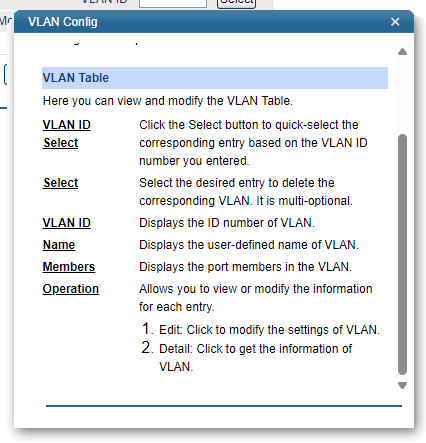 VLAN ID
Select
VLAN Config
VLAN Table
Here you can view and modify the VLAN Table.
VLAN ID Click the Select button to quick-select the
Select corresponding entry based on the VLAN ID
number you entered.
Select Select the desired entry to delete the
corresponding VLAN. It is multi-optional.
VLAN ID Displays the ID number of VLAN.
Name Displays the user-defined name of VLAN.
Members Displays the port members in the VLAN.
Operation Allows you to view or modify the information
for each entry.
1. Edit: Click to modify the settings of VLAN.
2. Detail: Click to get the information of
VLAN.